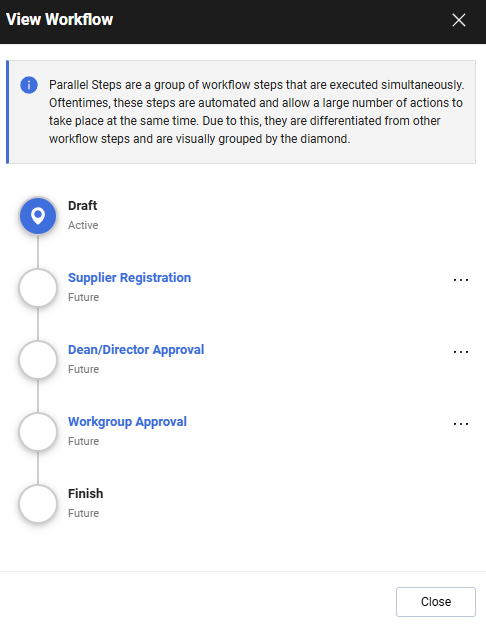 View Workflow
Parallel Steps are a group of workflow steps that are executed simultaneously.
Oftentimes, these steps are automated and allow a large number of actions to
take place at the same time. Due to this, they are differentiated from other
workflow steps and are visually grouped by the diamond.
Draft
Active
Supplier Registration
Future
Dean/Director Approval
Future
Workgroup Approval
Future
Finish
Future
Close